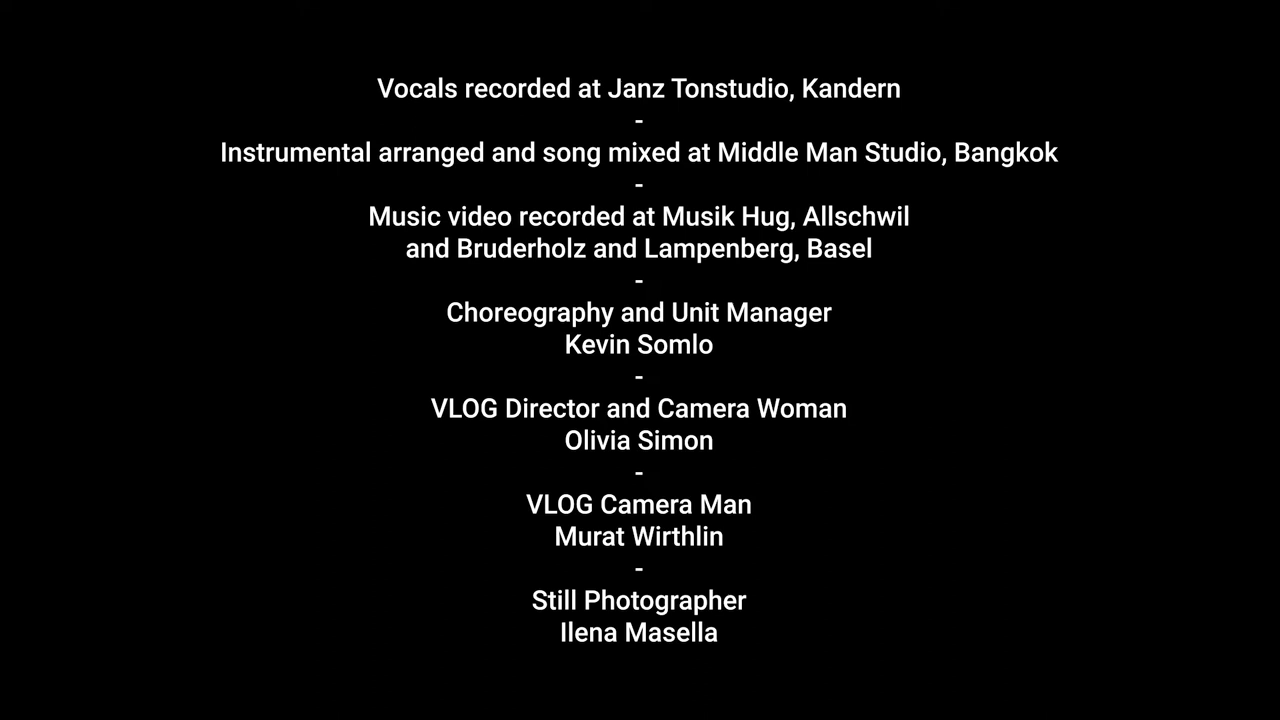 Vocals recorded at Janz Tonstudio, Kandern
-
Instrumental arranged and song mixed at Middle Man Studio, Bangkok
-
Music video recorded at Musik Hug, Allschwil
and Bruderholz and Lampenberg, Basel
-
Choreography and Unit Manager
Kevin Somlo
-
VLOG Director and Camera Woman
Olivia Simon
-
VLOG Camera Man
Murat Wirthlin
-
Still Photographer
Ilena Masella